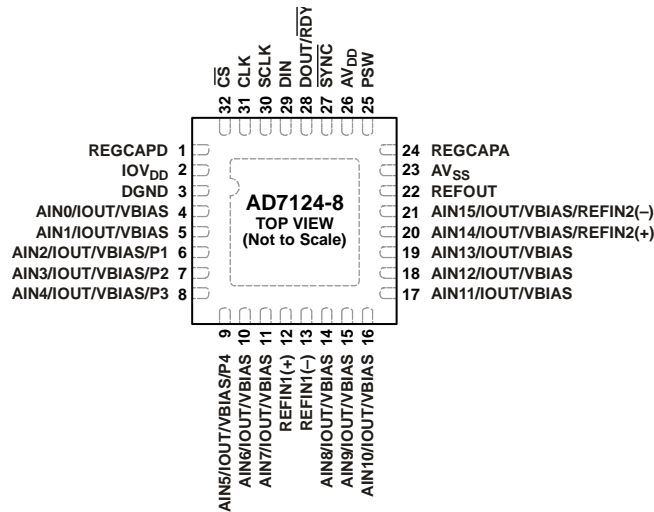 32 C̅S̅
31 CLK
30 SCLK
29 DIN
28 DOUT/R̅D̅Y̅
27 S̅Y̅N̅C̅
26 AVDD
25 PSW
REGCAPD 1
IOVDD 2
DGND 3
AIN0/IOUT/VBIAS 4
AIN1/IOUT/VBIAS 5
AIN2/IOUT/VBIAS/P1 6
AIN3/IOUT/VBIAS/P2 7
AIN4/IOUT/VBIAS/P3 8
AD7124-8
TOP VIEW
(Not to Scale)
24 REGCAPA
23 AVSS
22 REFOUT
21 AIN15/IOUT/VBIAS/REFIN2(–)
20 AIN14/IOUT/VBIAS/REFIN2(+)
19 AIN13/IOUT/VBIAS
18 AIN12/IOUT/VBIAS
17 AIN11/IOUT/VBIAS
AIN5/IOUT/VBIAS/P4 9
AIN6/IOUT/VBIAS 10
AIN7/IOUT/VBIAS 11
REFIN1(+) 12
REFIN1(–) 13
AIN8/IOUT/VBIAS 14
AIN9/IOUT/VBIAS 15
AIN10/IOUT/VBIAS 16